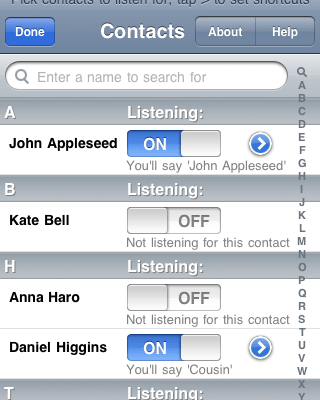 Pick contacts to listen for, tap > to set shortcuts
Done
Contacts
About
Help
Enter a name to search for
A Listening:
John Appleseed ON
You'll say 'John Appleseed'
B Listening:
Kate Bell OFF
Not listening for this contact
H Listening:
Anna Haro OFF
Not listening for this contact
Daniel Higgins ON
You'll say 'Cousin'
T Listening:
A
B
C
D
E
F
G
H
I
J
K
L
M
N
O
P
Q
R
S
T
U
V
W
X
Y